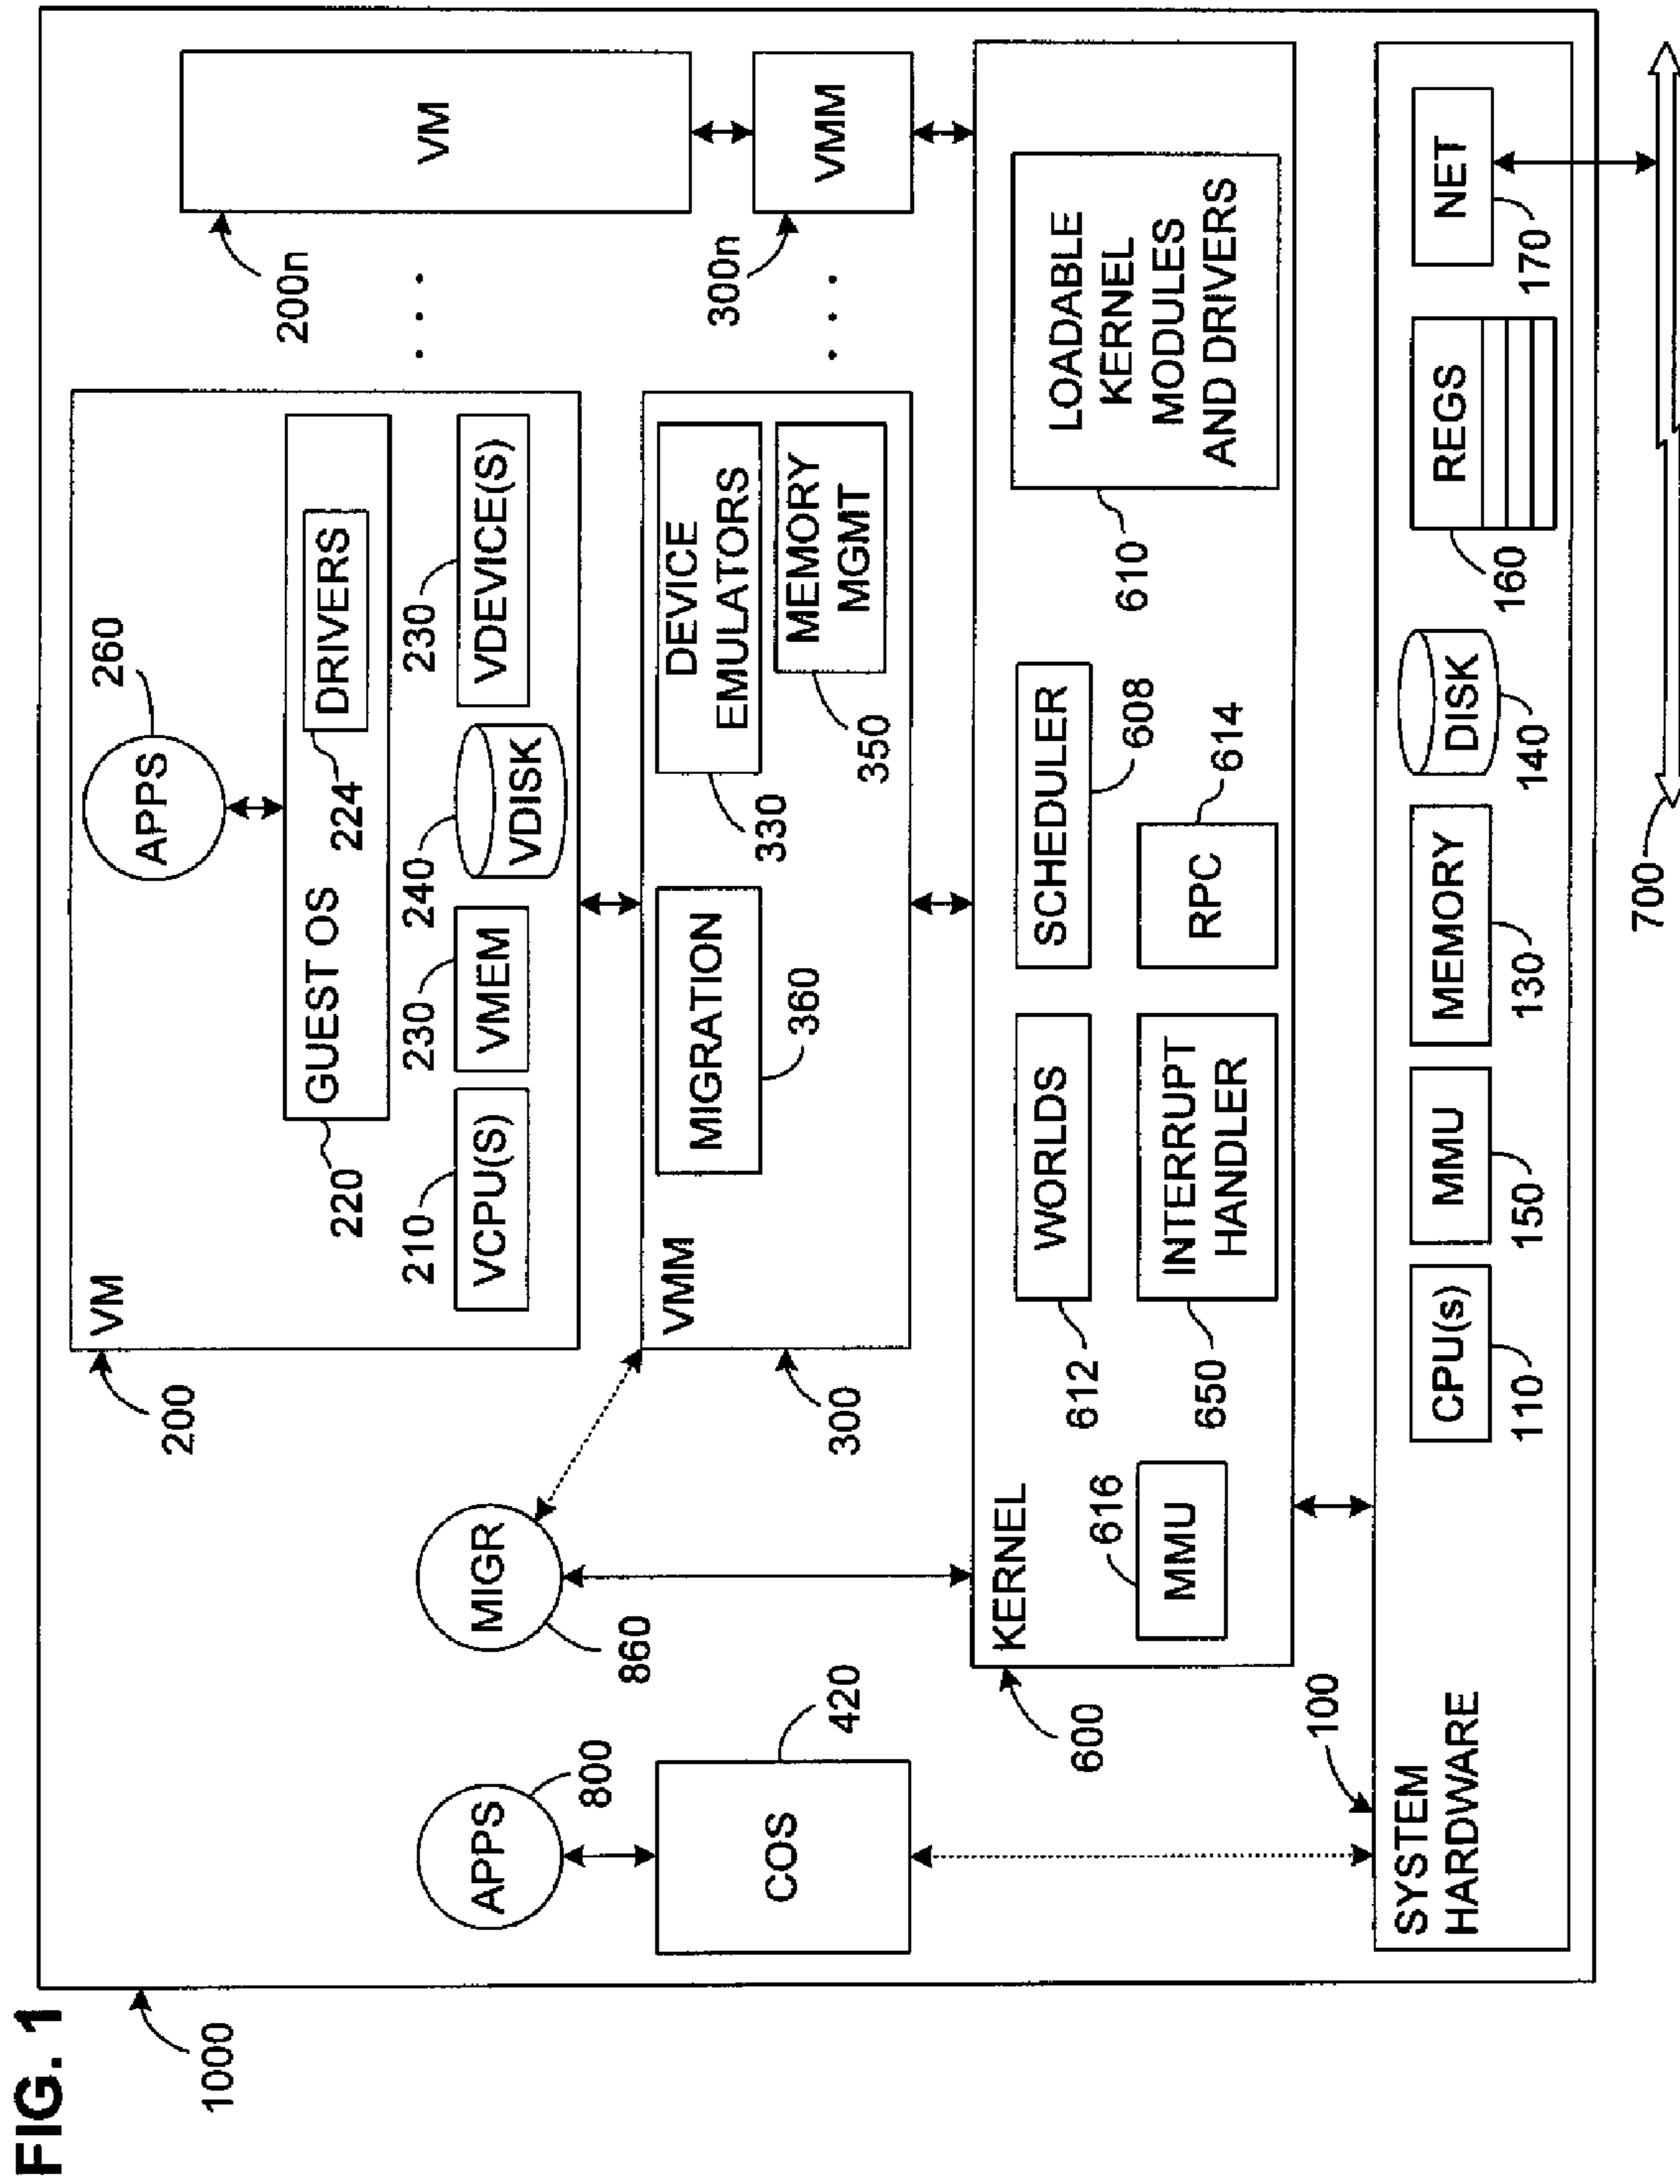 FIG. 1
1000
VM
200
APPS
260
GUEST OS
220
DRIVERS
224
VCPU(S)
210
VMEM
230
VDISK
240
VDEVICE(S)
230
. . .
VM
200n
VMM
300
MIGRATION
360
DEVICE
EMULATORS
330
MEMORY
MGMT
350
. . .
VMM
300n
APPS
800
COS
420
MIGR
860
KERNEL
600
MMU
616
WORLDS
612
INTERRUPT
HANDLER
650
SCHEDULER
608
RPC
614
LOADABLE
KERNEL
MODULES
AND DRIVERS
610
SYSTEM
HARDWARE
100
CPU(s)
110
MMU
150
MEMORY
130
DISK
140
REGS
160
NET
170
700